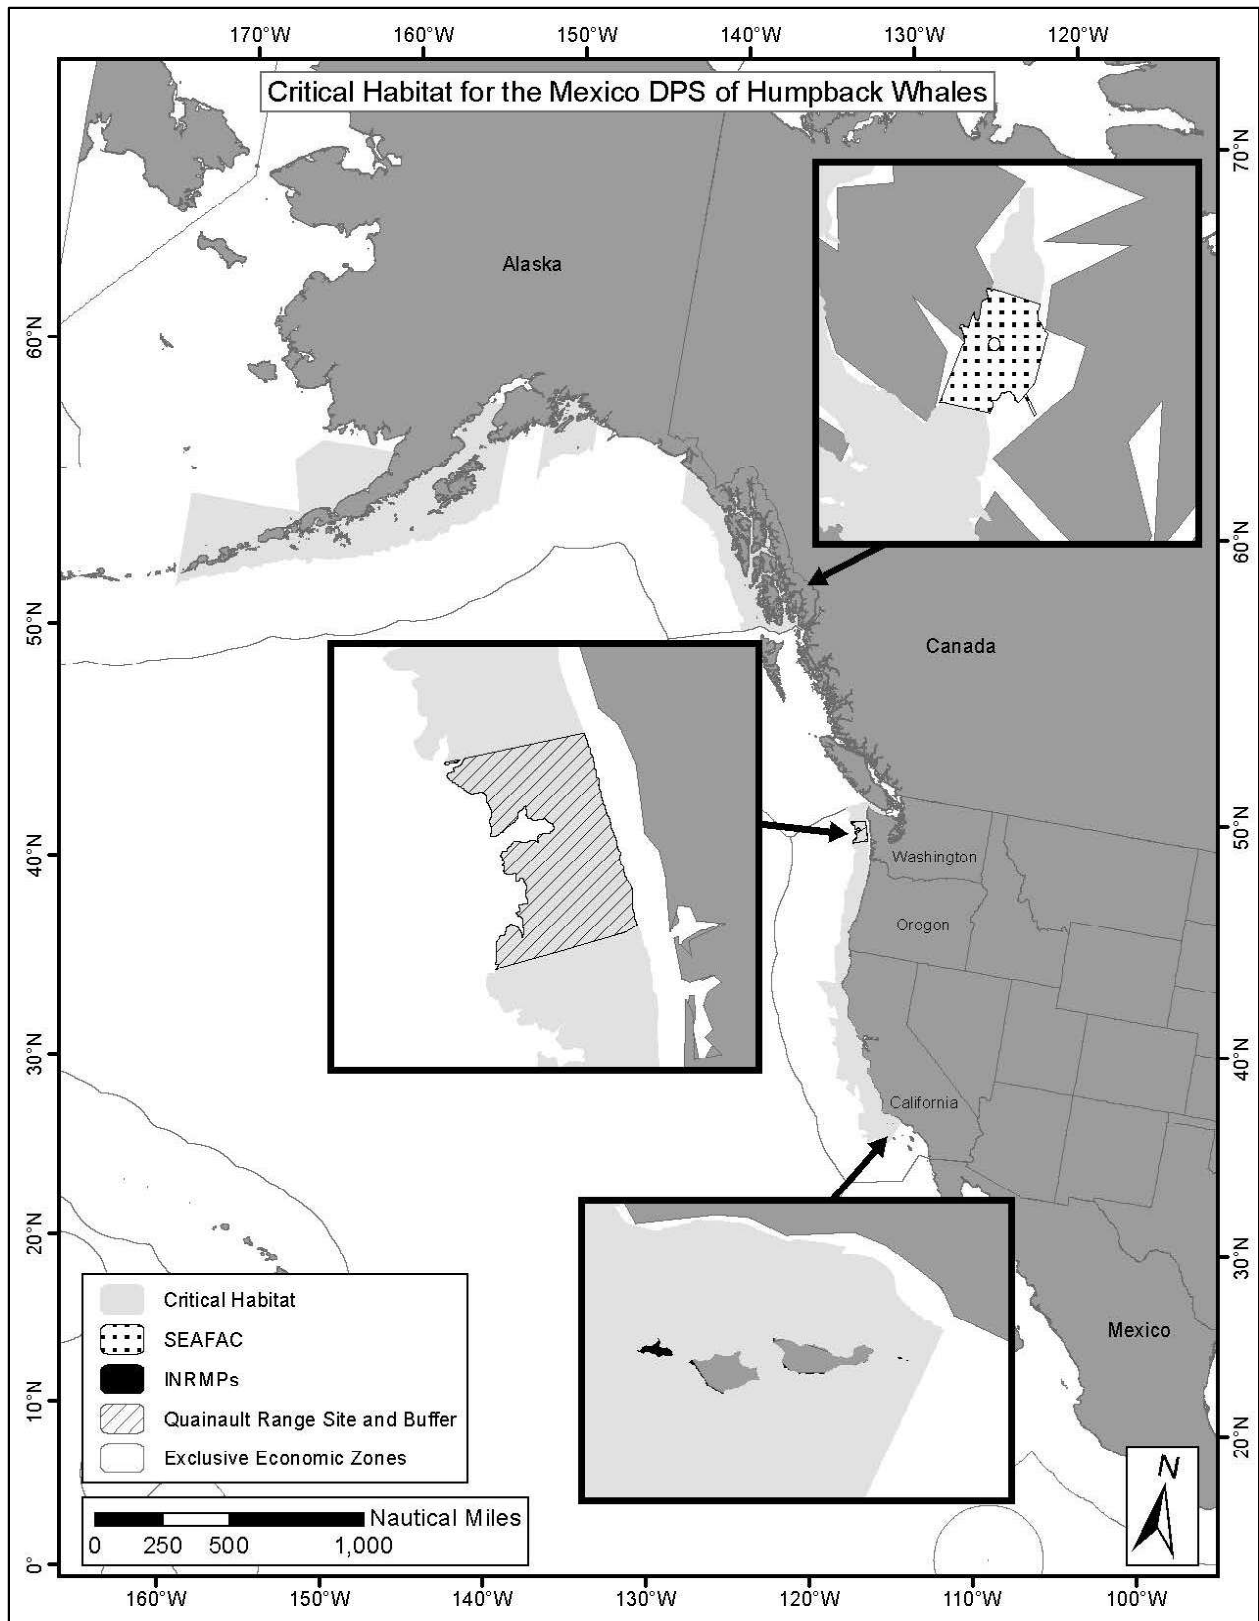 170°W 160°W 150°W 140°W 130°W 120°W
Critical Habitat for the Mexico DPS of Humpback Whales
70°N
Alaska
60°N
60°N
50°N
Canada
50°N
40°N
Washington
Orogon
30°N
40°N
California
20°N
30°N
Critical Habitat
SEAFAC
INRMPs
Quainault Range Site and Buffer
Exclusive Economic Zones
Mexico
10°N
20°N
N
Nautical Miles
0 250 500 1,000
0°
160°W 150°W 140°W 130°W 120°W 110°W 100°W